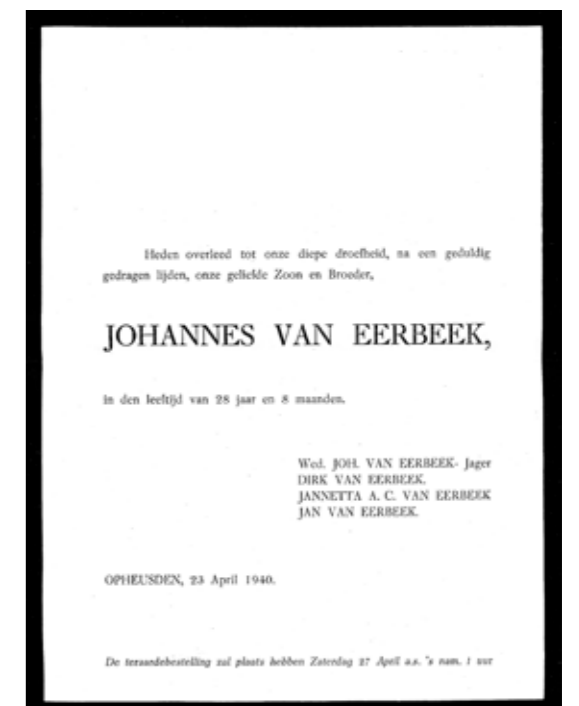 Heden overleed tot onze diepe droefheid, na een geduldig
gedragen lijden, onze geliefde Zoon en Broeder,
JOHANNES VAN EERBEEK,
in den leeftijd van 28 jaar en 8 maanden.
Wed. JOH. VAN EERBEEK- Jager
DIRK VAN EERBEEK.
JANNETTA A. C. VAN EERBEEK
JAN VAN EERBEEK.
OPHEUSDEN, 23 April 1940.
De teraardebestelling zal plaats hebben Zaterdag 27 April a.s. 's nam. 1 uur